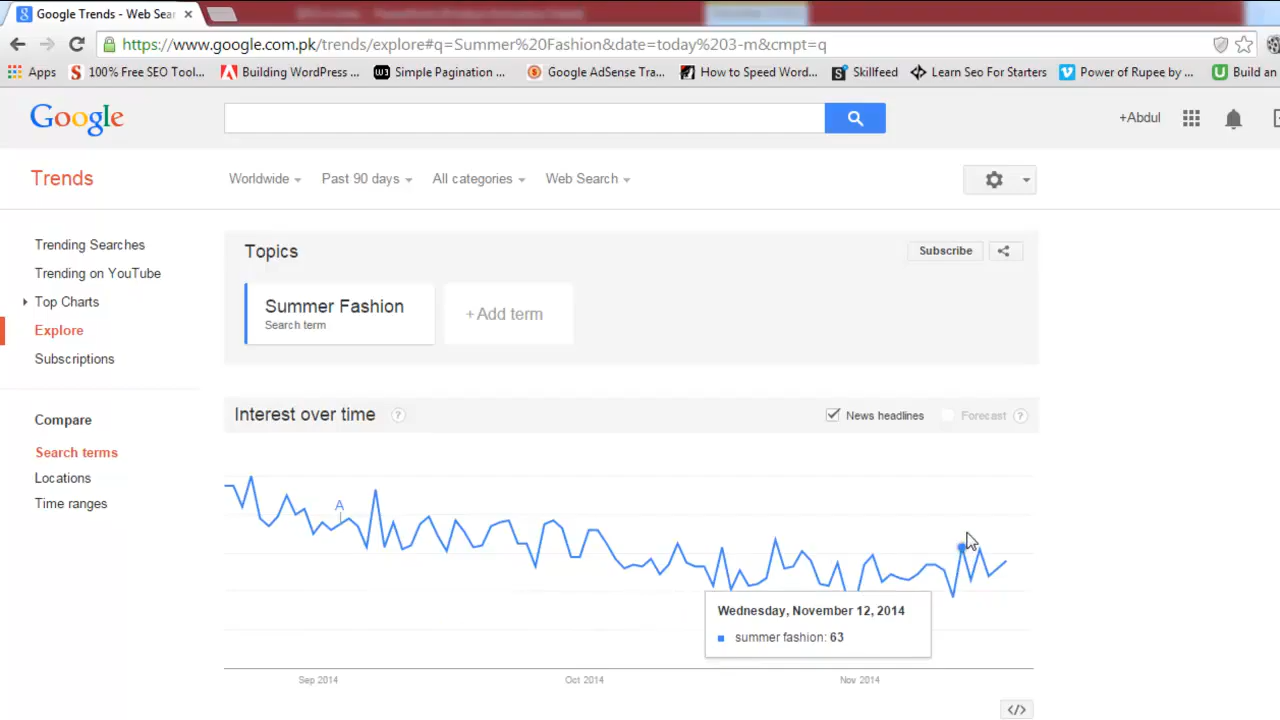 Google Trends - Web Sear
https://www.google.com.pk/trends/explore#q=Summer%20Fashion&date=today%203-m&cmpt=q
Apps 100% Free SEO Tool... Building WordPress ... Simple Pagination ... Google AdSense Tra... How to Speed Word... Skillfeed Learn Seo For Starters Power of Rupee by ... Build an
Google +Abdul
Trends Worldwide Past 90 days All categories Web Search
Trending Searches
Trending on YouTube
Top Charts
Explore
Subscriptions
Compare
Search terms
Locations
Time ranges
Topics Subscribe
Summer Fashion
Search term
+Add term
Interest over time ? News headlines Forecast ?
A
Wednesday, November 12, 2014
summer fashion: 63
Sep 2014 Oct 2014 Nov 2014
</>